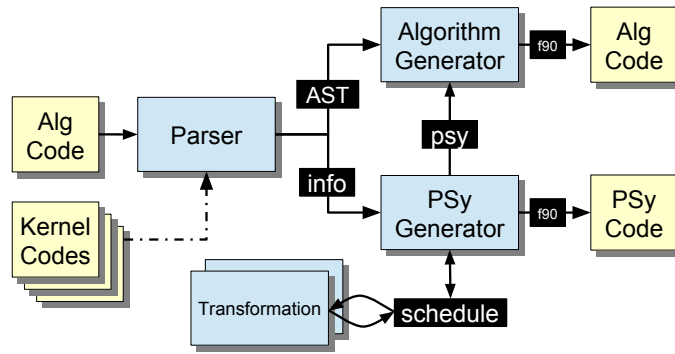 Algorithm
Generator
f90
Alg
Code
AST
Alg
Code
Parser
psy
info
Kernel
Codes
PSy
Generator
f90
PSy
Code
Transformation
schedule